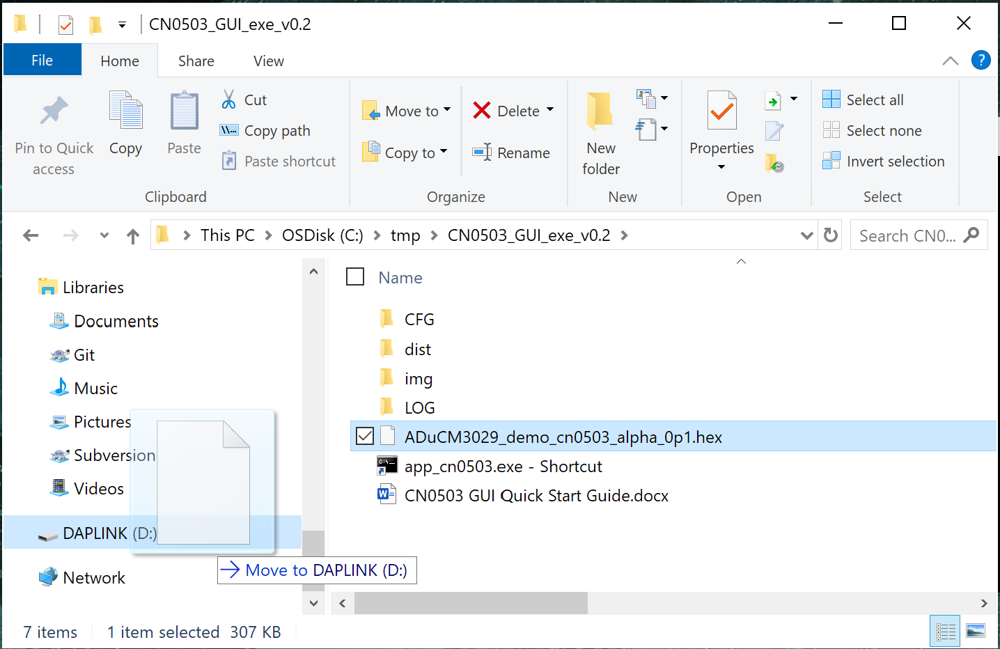 CN0503_GUI_exe_v0.2
File Home Share View
Pin to Quick access
Copy
Paste
Cut
Copy path
Paste shortcut
Clipboard
Move to
Copy to
Delete
Rename
Organize
New folder
New
Properties
Open
Select all
Select none
Invert selection
Select
This PC > OSDisk (C:) > tmp > CN0503_GUI_exe_v0.2 >
Search CN0...
Libraries
Documents
Git
Music
Pictures
Subversion
Videos
DAPLINK (D:)
Network
Name
CFG
dist
img
LOG
ADuCM3029_demo_cn0503_alpha_0p1.hex
app_cn0503.exe - Shortcut
CN0503 GUI Quick Start Guide.docx
Move to DAPLINK (D:)
7 items 1 item selected 307 KB